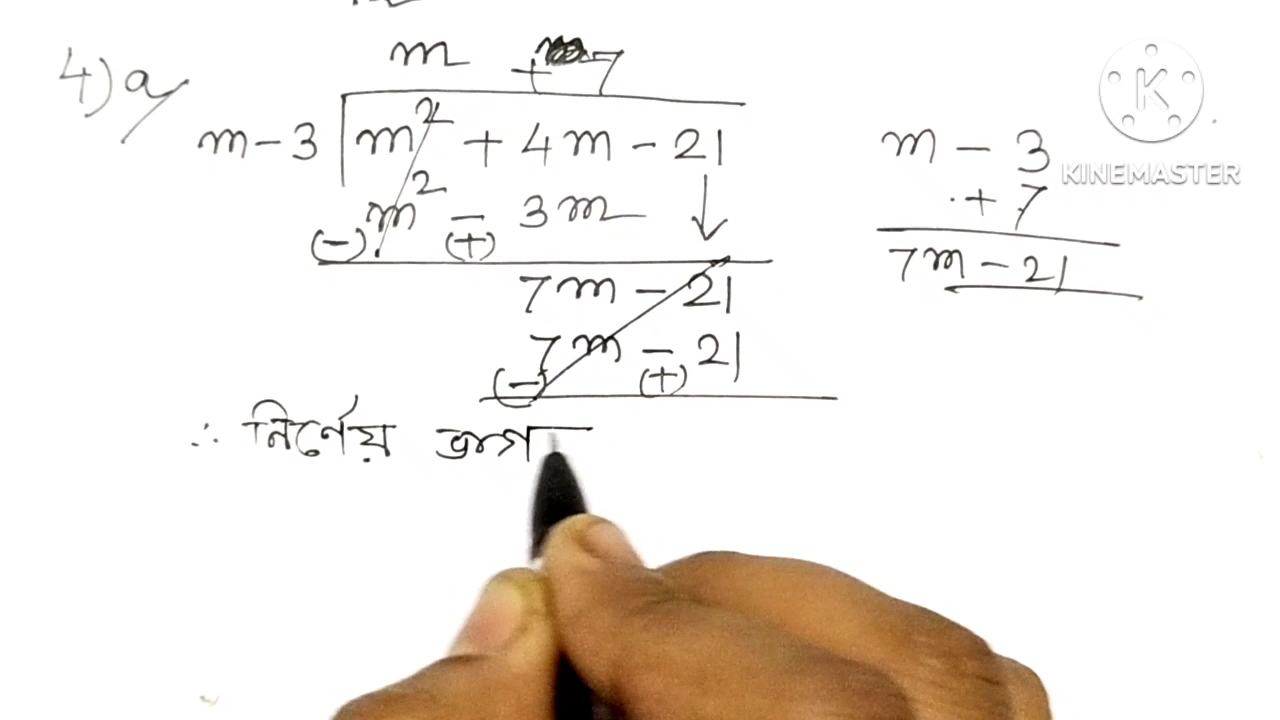 4) a/
m + 7
m - 3 m² + 4m - 21
m² - 3m
(-) (+)
7m - 21
7m - 21
(-) (+)
m - 3
+ 7
7m - 21
∴ নির্ণেয় ভাগ
K
KINEMASTER